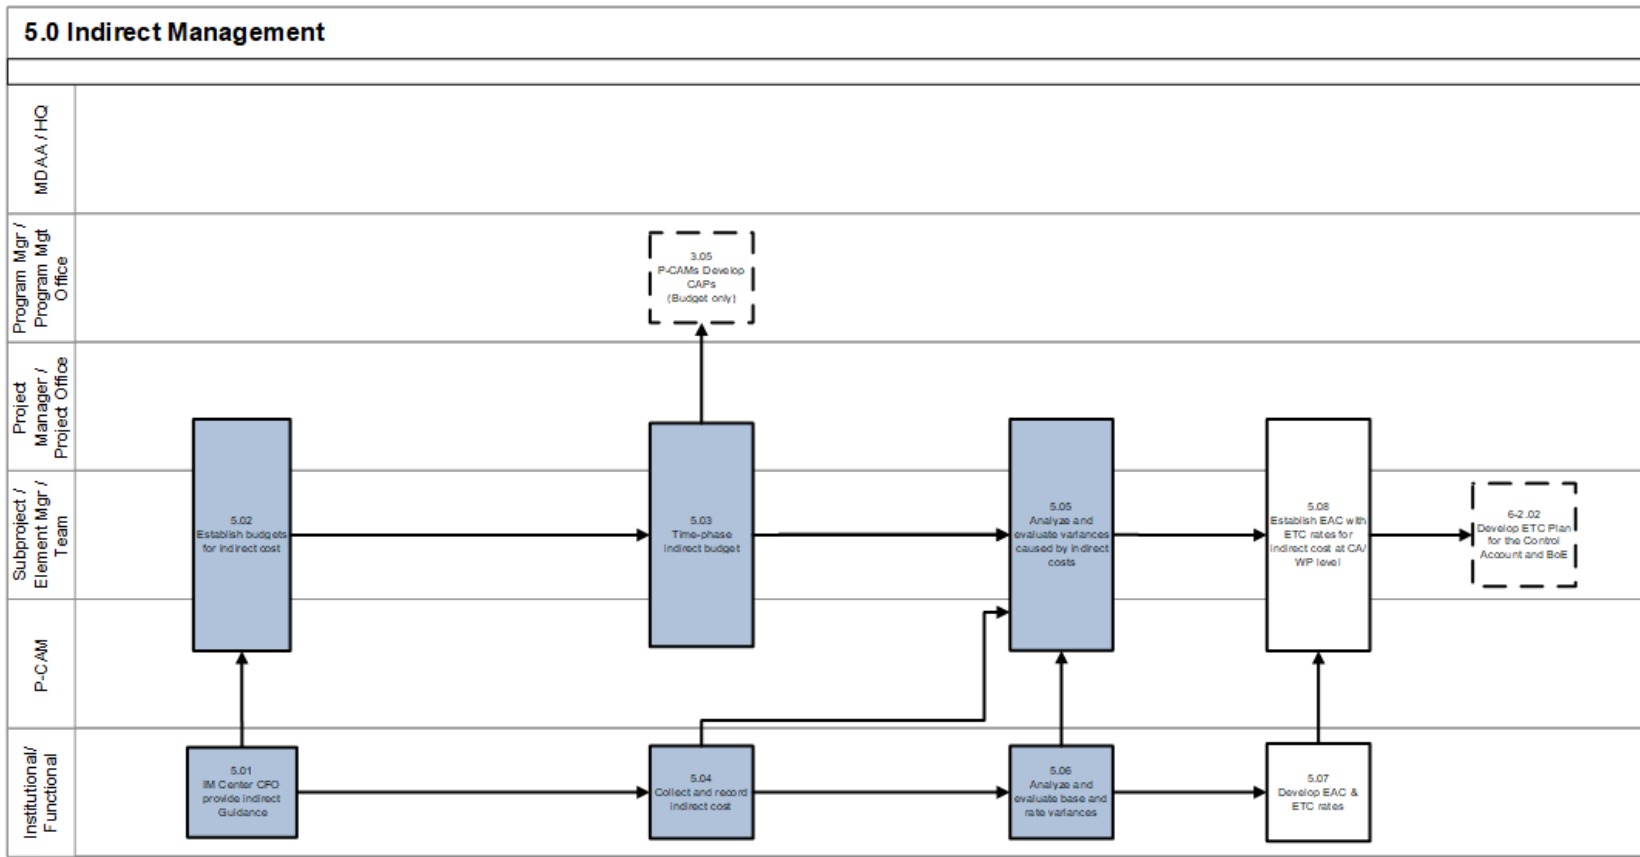 5.0 Indirect Management
MDAA / HQ
Program Mgr /
Program Mgt
Office
3.05
P-CAMs Develop
CAPs
(Budget only)
Project
Manager /
Project Office
Subproject /
Element Mgr /
Team
P-CAM
5.02
Establish budgets
for indirect cost
5.03
Time-phase
indirect budget
5.05
Analyze and
evaluate variances
caused by indirect
costs
5.08
Establish EAC with
ETC rates for
indirect cost at CA/
WP level
6-2.02
Develop ETC Plan
for the Control
Account and BoE
Institutional/
Functional
5.01
IM Center CFO
provide indirect
Guidance
5.04
Collect and record
indirect cost
5.06
Analyze and
evaluate base and
rate variances
5.07
Develop EAC &
ETC rates